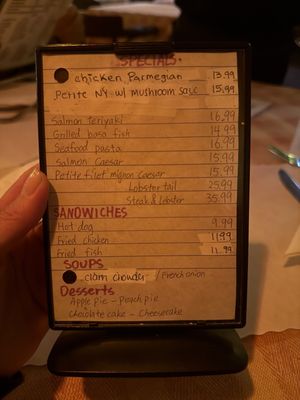 SPECIALS
chicken Parmegian 13.99
Petite NY w/ mushroom sauc 15.99
Salmon teriyaki 16.99
Grilled basa fish 14.99
Seafood pasta 16.99
Salmon Caesar 15.99
Petite filet mignon Caesar 15.99
Lobster tail 25.99
Steak & lobster 35.99
SANDWICHES
Hot dog 9.99
Fried chicken 11.99
Fried fish 11.99
SOUPS
clam chowder / French onion
Desserts
Apple pie - Peach pie
Chocolate cake - Cheesecake